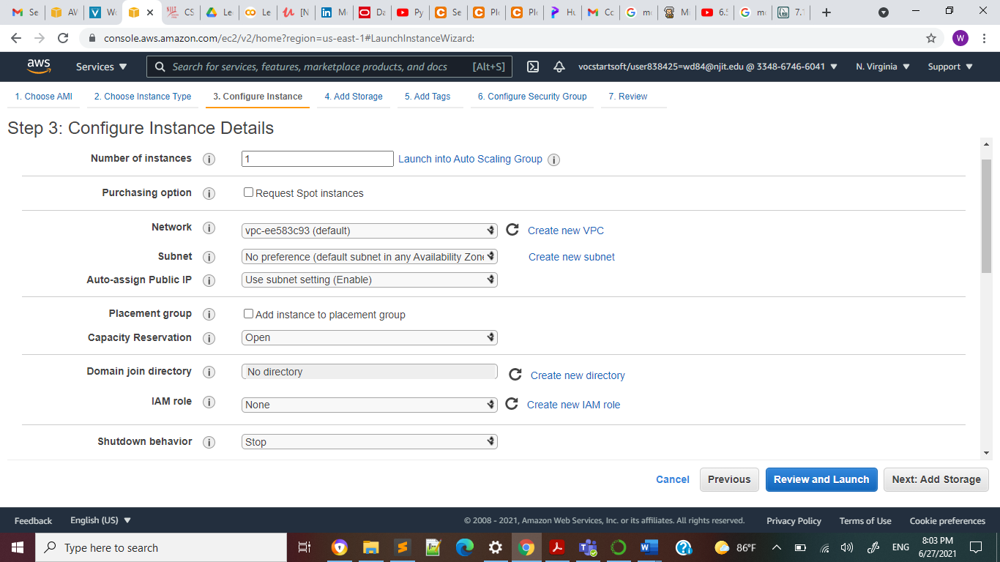 Se
AV
Wo
CS
Le
Le
[N
Mo
Da
Py
Se
Ple
Ple
Hu
Co
mo
Mi
6.5
mo
7.1
console.aws.amazon.com/ec2/v2/home?region=us-east-1#LaunchInstanceWizard:
W
aws
Services
Search for services, features, marketplace products, and docs
[Alt+S]
vocstartsoft/user838425=wd84@njit.edu @ 3348-6746-6041
N. Virginia
Support
1. Choose AMI
2. Choose Instance Type
3. Configure Instance
4. Add Storage
5. Add Tags
6. Configure Security Group
7. Review
Step 3: Configure Instance Details
Number of instances
1
Launch into Auto Scaling Group
Purchasing option
Request Spot instances
Network
vpc-ee583c93 (default)
Create new VPC
Subnet
No preference (default subnet in any Availability Zone
Create new subnet
Auto-assign Public IP
Use subnet setting (Enable)
Placement group
Add instance to placement group
Capacity Reservation
Open
Domain join directory
No directory
Create new directory
IAM role
None
Create new IAM role
Shutdown behavior
Stop
Cancel
Previous
Review and Launch
Next: Add Storage
Feedback
English (US)
© 2008 - 2021, Amazon Web Services, Inc. or its affiliates. All rights reserved.
Privacy Policy
Terms of Use
Cookie preferences
Type here to search
86°F
ENG
8:03 PM
6/27/2021